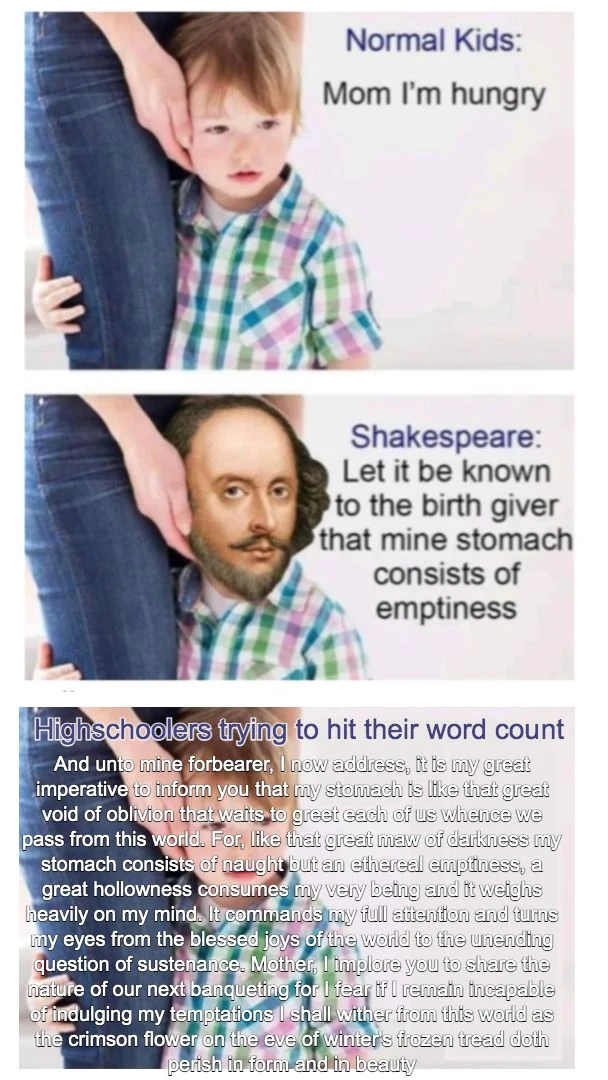 Normal Kids:
Mom I'm hungry
Shakespeare:
Let it be known
to the birth giver
that mine stomach
consists of
emptiness
Highschoolers trying to hit their word count
And unto mine forbearer, I now address, it is my great
imperative to inform you that my stomach is like that great
void of oblivion that waits to greet each of us whence we
pass from this world. For, like that great maw of darkness my
stomach consists of naught but an ethereal emptiness, a
great hollowness consumes my very being and it weighs
heavily on my mind. It commands my full attention and turns
my eyes from the blessed joys of the world to the unending
question of sustenance. Mother, I implore you to share the
nature of our next banqueting for I fear if I remain incapable
of indulging my temptations I shall wither from this world as
the crimson flower on the eve of winter's frozen tread doth
perish in form and in beauty